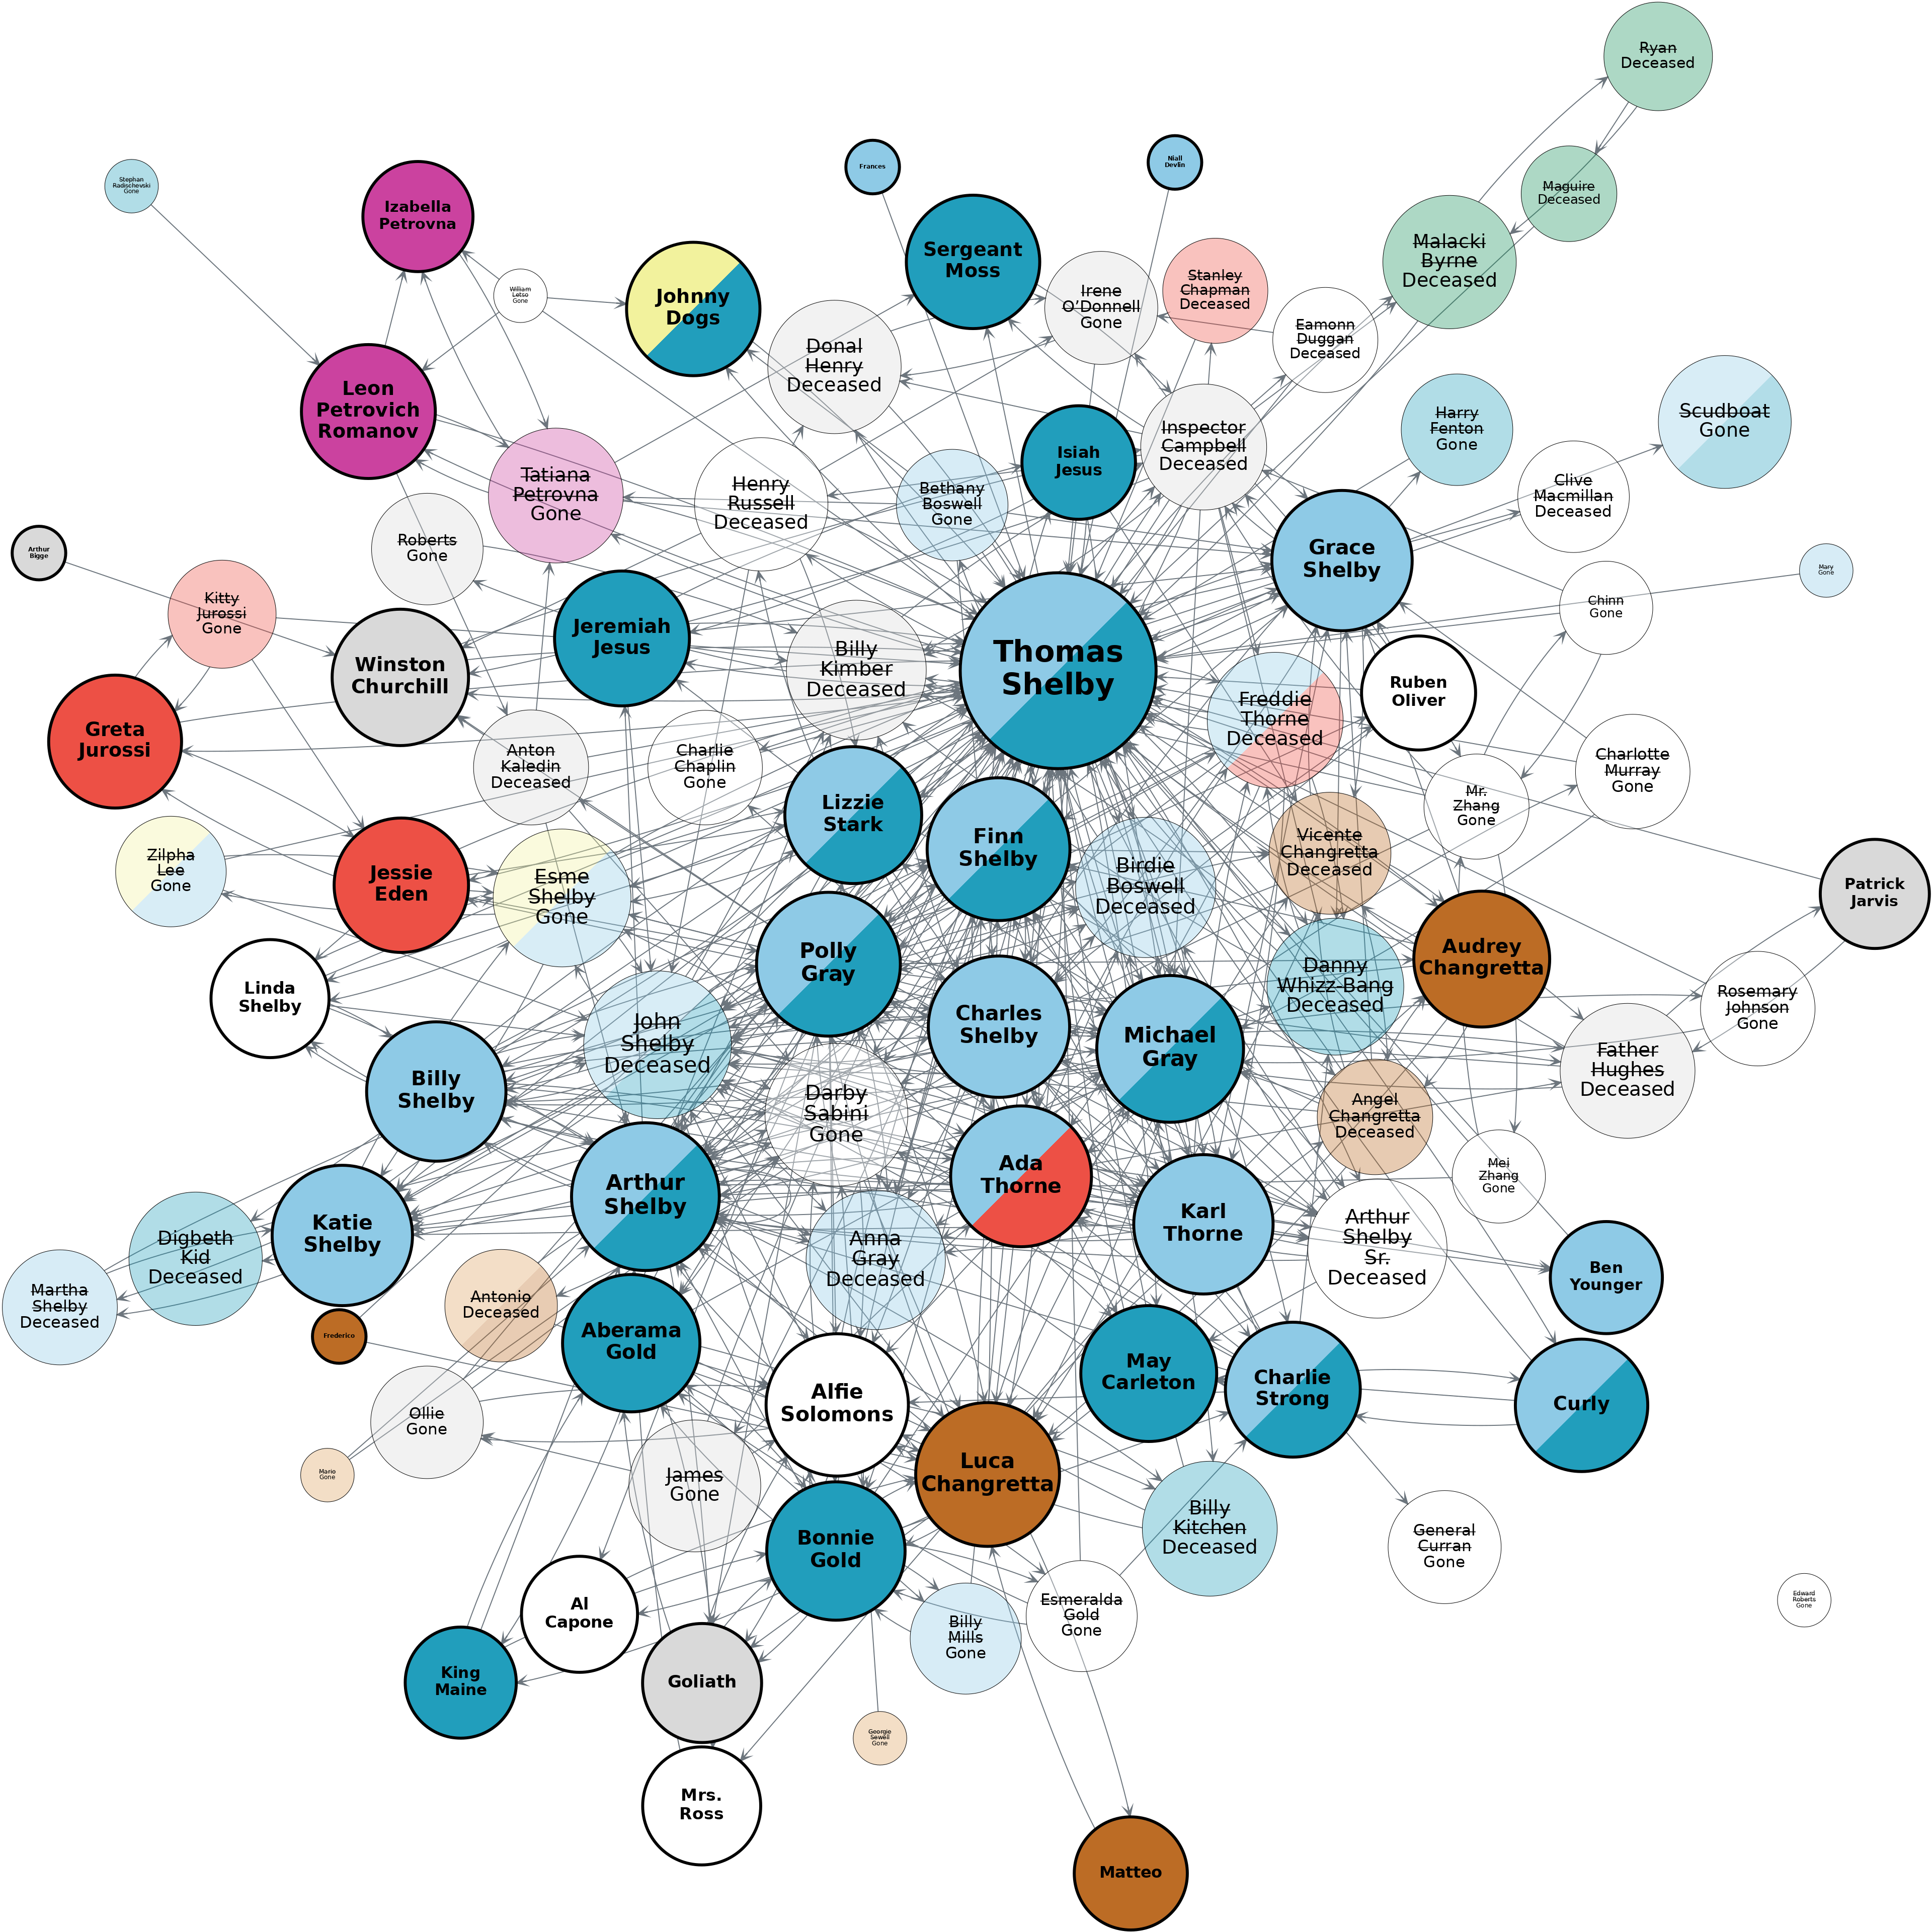 Ryan
Deceased
Frances
Niall
Devlin
Stephan
Radischevski
Gone
Maguire
Deceased
Izabella
Petrovna
Sergeant
Moss
Malacki
Byrne
Deceased
Stanley
Chapman
Deceased
William
Letso
Gone
Johnny
Dogs
Irene
O’Donnell
Gone
Eamonn
Duggan
Deceased
Donal
Henry
Deceased
Leon
Petrovich
Romanov
Harry
Fenton
Gone
Scudboat
Gone
Inspector
Campbell
Deceased
Isiah
Jesus
Tatiana
Petrovna
Gone
Henry
Russell
Deceased
Bethany
Boswell
Gone
Clive
Macmillan
Deceased
Roberts
Gone
Arthur
Bigge
Grace
Shelby
Mary
Gone
Kitty
Jurossi
Gone
Chinn
Gone
Jeremiah
Jesus
Winston
Churchill
Billy
Kimber
Deceased
Thomas
Shelby
Ruben
Oliver
Freddie
Thorne
Deceased
Greta
Jurossi
Anton
Kaledin
Deceased
Charlie
Chaplin
Gone
Charlotte
Murray
Gone
Mr.
Zhang
Gone
Lizzie
Stark
Finn
Shelby
Vicente
Changretta
Deceased
Zilpha
Lee
Gone
Jessie
Eden
Esme
Shelby
Gone
Birdie
Boswell
Deceased
Patrick
Jarvis
Polly
Gray
Audrey
Changretta
Danny
Whizz-Bang
Deceased
Linda
Shelby
Rosemary
Johnson
Gone
Charles
Shelby
John
Shelby
Deceased
Michael
Gray
Father
Hughes
Deceased
Billy
Shelby
Darby
Sabini
Gone
Angel
Changretta
Deceased
Ada
Thorne
Mei
Zhang
Gone
Arthur
Shelby
Karl
Thorne
Katie
Shelby
Digbeth
Kid
Deceased
Anna
Gray
Deceased
Arthur
Shelby
Sr.
Deceased
Ben
Younger
Martha
Shelby
Deceased
Antonio
Deceased
Frederico
Aberama
Gold
May
Carleton
Charlie
Strong
Curly
Alfie
Solomons
Ollie
Gone
Mario
Gone
Luca
Changretta
James
Gone
Billy
Kitchen
Deceased
General
Curran
Gone
Bonnie
Gold
Edward
Roberts
Gone
Al
Capone
Esmeralda
Gold
Gone
Billy
Mills
Gone
King
Maine
Goliath
Georgie
Sewell
Gone
Mrs.
Ross
Matteo